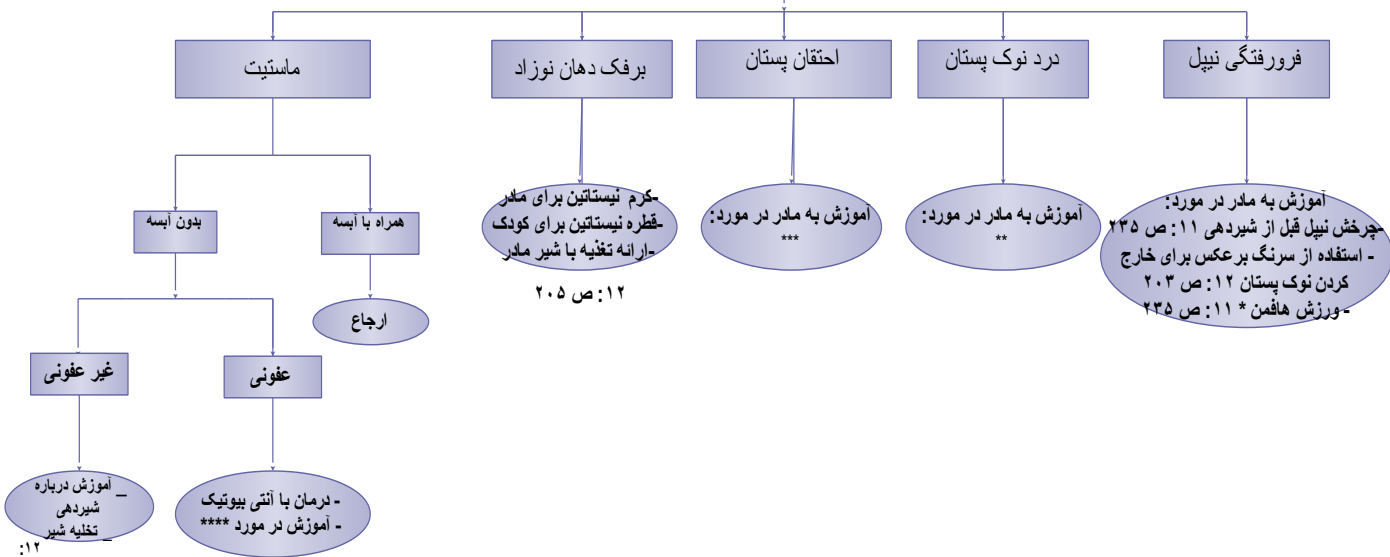 فرورفتگی نیپل
درد نوک پستان
احتقان پستان
برفک دهان نوزاد
ماستیت
آموزش به مادر در مورد:
-چرخش نیپل قبل از شیردهی ۱۱: ص ۲۳۵
- استفاده از سرنگ برعکس برای خارج
کردن نوک پستان ۱۲: ص ۲۰۳
- ورزش هافمن * ۱۱: ص ۲۳۵
آموزش به مادر در مورد:
**
آموزش به مادر در مورد:
***
-کرم نیستاتین برای مادر
-قطره نیستاتین برای کودک
-ارائه تغذیه با شیر مادر
۱۲: ص ۲۰۵
همراه با آبسه
بدون آبسه
ارجاع
عفونی
غیر عفونی
- درمان با آنتی بیوتیک
- آموزش در مورد ****
_ آموزش درباره
شیردهی
_ تخلیه شیر
۱۲: